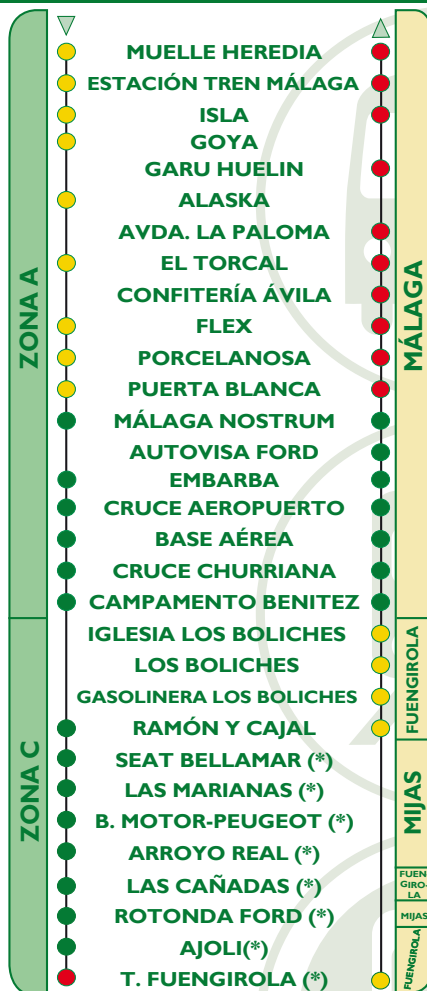 MUELLE HEREDIA
ESTACIÓN TREN MÁLAGA
ISLA
GOYA
GARU HUELIN
ALASKA
AVDA. LA PALOMA
EL TORCAL
CONFITERÍA ÁVILA
FLEX
PORCELANOSA
PUERTA BLANCA
MÁLAGA NOSTRUM
AUTOVISA FORD
EMBARBA
CRUCE AEROPUERTO
BASE AÉREA
CRUCE CHURRIANA
CAMPAMENTO BENITEZ
IGLESIA LOS BOLICHES
LOS BOLICHES
GASOLINERA LOS BOLICHES
RAMÓN Y CAJAL
SEAT BELLAMAR (*)
LAS MARIANAS (*)
B. MOTOR-PEUGEOT (*)
ARROYO REAL (*)
LAS CAÑADAS (*)
ROTONDA FORD (*)
AJOLI(*)
T. FUENGIROLA (*)
ZONA A
ZONA C
MÁLAGA
FUENGIROLA
MIJAS
FUEN
GIRO-
LA
MIJAS
FUENGIROLA